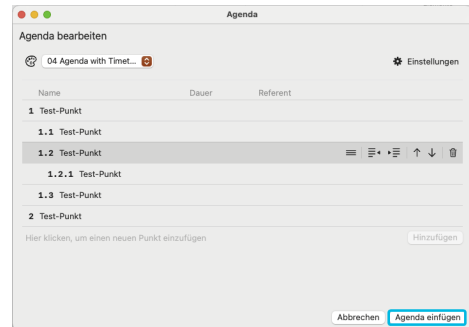 Agenda
Agenda bearbeiten
04 Agenda with Timet...
Einstellungen
Name Dauer Referent
1 Test-Punkt
1.1 Test-Punkt
1.2 Test-Punkt
1.2.1 Test-Punkt
1.3 Test-Punkt
2 Test-Punkt
Hier klicken, um einen neuen Punkt einzufügen Hinzufügen
Abbrechen Agenda einfügen